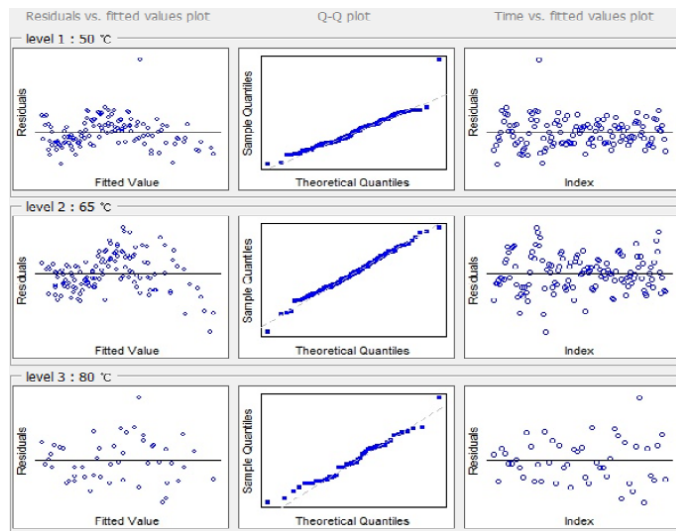 Residuals vs. fitted values plot Q-Q plot Time vs. fitted values plot
level 1 : 50 ℃
Residuals
Fitted Value
Sample Quantiles
Theoretical Quantiles
Residuals
Index
level 2 : 65 ℃
Residuals
Fitted Value
Sample Quantiles
Theoretical Quantiles
Residuals
Index
level 3 : 80 ℃
Residuals
Fitted Value
Sample Quantiles
Theoretical Quantiles
Residuals
Index